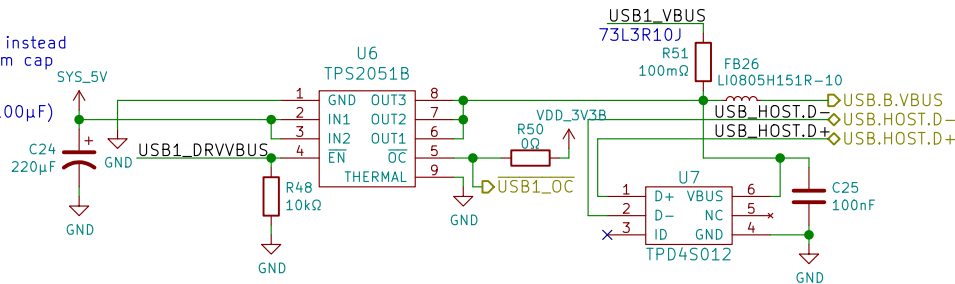 USB1_VBUS
73L3R10J
instead
m cap
R51
100mΩ
U6
TPS2051B
FB26
LI0805H151R-10
SYS_5V
00µF)
1 GND OUT3 8
2 IN1 OUT2 7
3 IN2 OUT1 6
4 EN OC 5
THERMAL 9
VDD_3V3B
R50
0Ω
USB.B.VBUS
USB_HOST.D-
USB.HOST.D-
USB_HOST.D+
USB.HOST.D+
C24
220µF
GND
USB1_DRVVBUS
R48
10kΩ
USB1_OC
GND
GND
GND
U7
1 D+ VBUS 6
2 D- NC 5
3 ID GND 4
TPD4S012
C25
100nF
GND